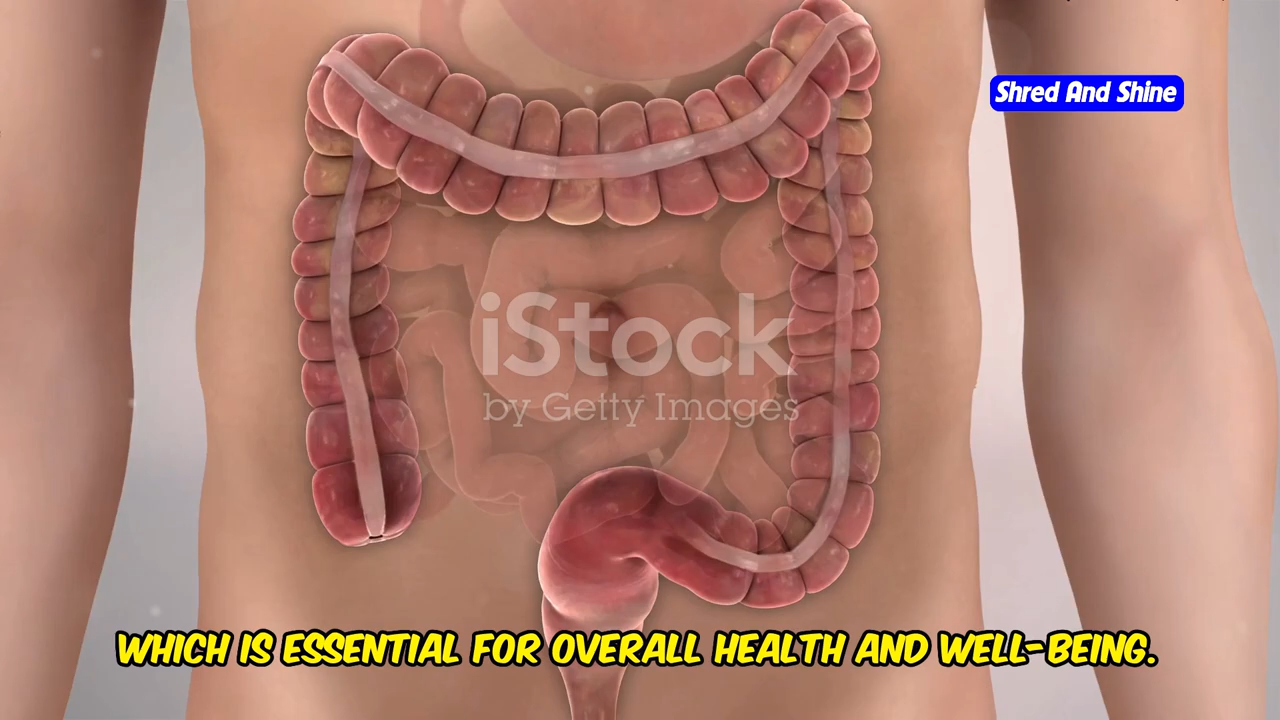 Shred And Shine
iStock
by Getty Images
WHICH IS ESSENTIAL FOR OVERALL HEALTH AND WELL-BEING.